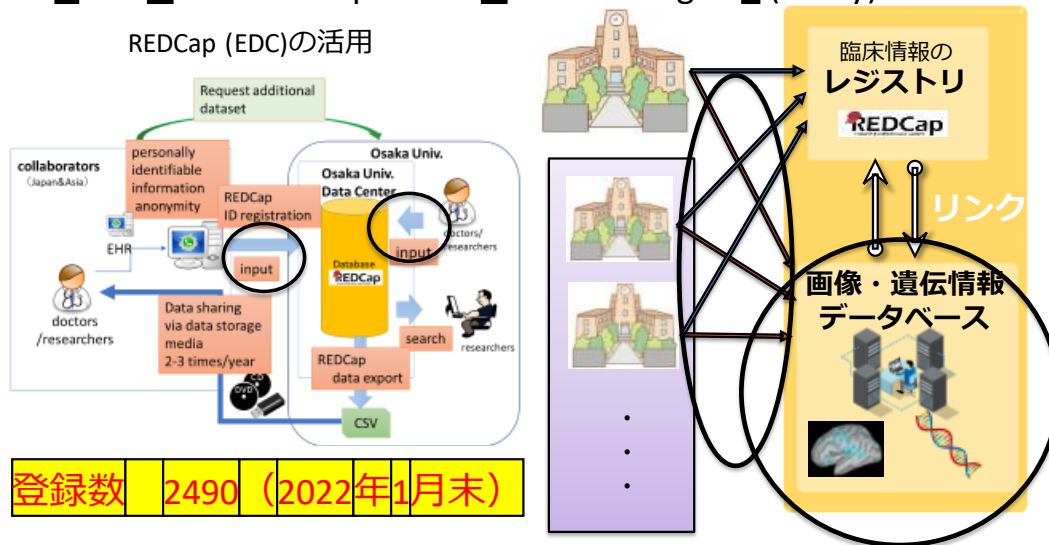 REDCap (EDC)の活用
Request additional
dataset
collaborators
(Japan&Asia)
personally
identifiable
information
anonymity
EHR
doctors
/researchers
REDCap
ID registration
input
Osaka Univ.
Osaka Univ.
Data Center
Database
REDCap
input
doctors/
researchers
search
researchers
Data sharing
via data storage
media
2-3 times/year
CD
DVD
REDCap
data export
CSV
登録数 2490 (2022年1月末)
臨床情報の
レジストリ
REDCap
リンク
画像・遺伝情報
データベース